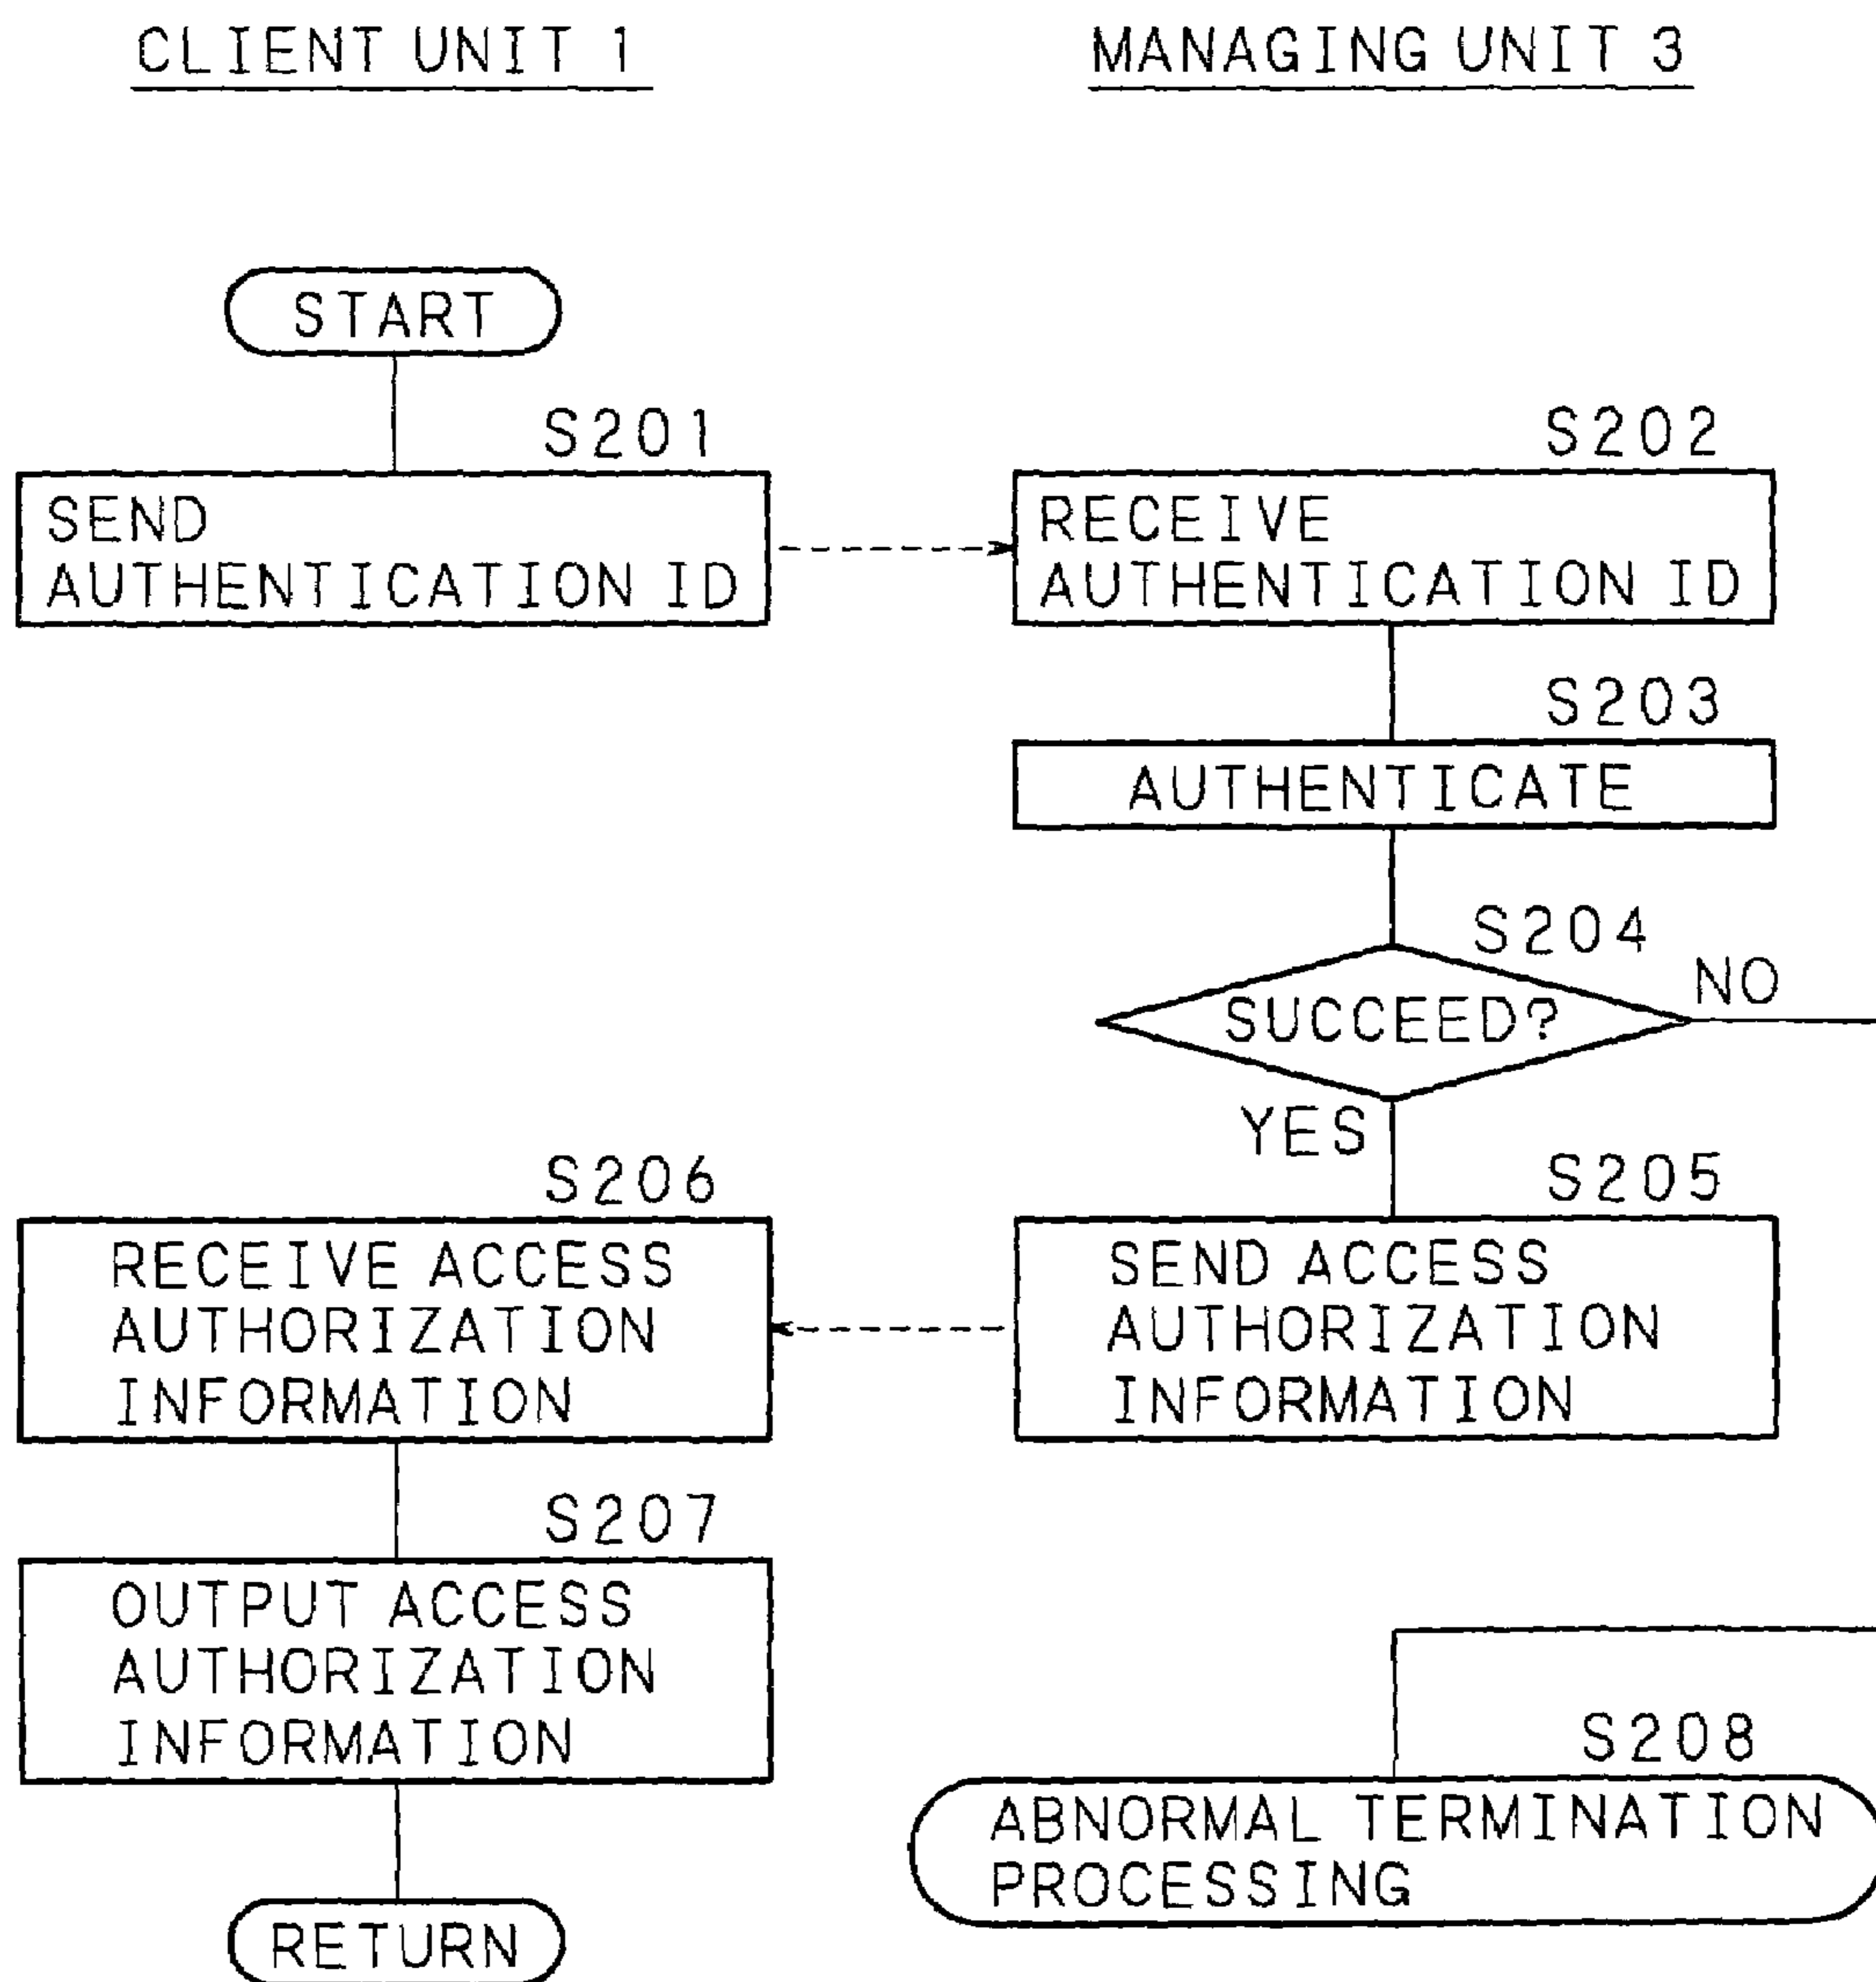 CLIENT UNIT 1
MANAGING UNIT 3
START
S201
SEND
AUTHENTICATION ID
S202
RECEIVE
AUTHENTICATION ID
S203
AUTHENTICATE
S204
SUCCEED?
NO
YES
S205
SEND ACCESS
AUTHORIZATION
INFORMATION
S206
RECEIVE ACCESS
AUTHORIZATION
INFORMATION
S207
OUTPUT ACCESS
AUTHORIZATION
INFORMATION
RETURN
S208
ABNORMAL TERMINATION
PROCESSING